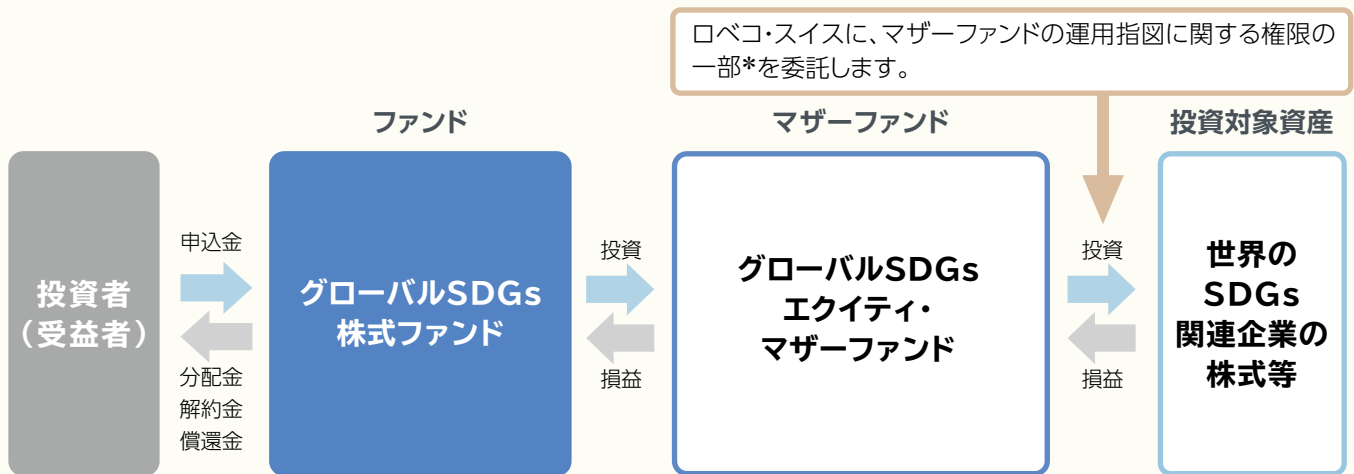 ロベコ・スイスに、マザーファンドの運用指図に関する権限の
一部*を委託します。
ファンド
マザーファンド
投資対象資産
投資者
（受益者）
申込金
分配金
解約金
償還金
グローバルSDGs
株式ファンド
投資
損益
グローバルSDGs
エクイティ・
マザーファンド
投資
損益
世界の
SDGs
関連企業の
株式等